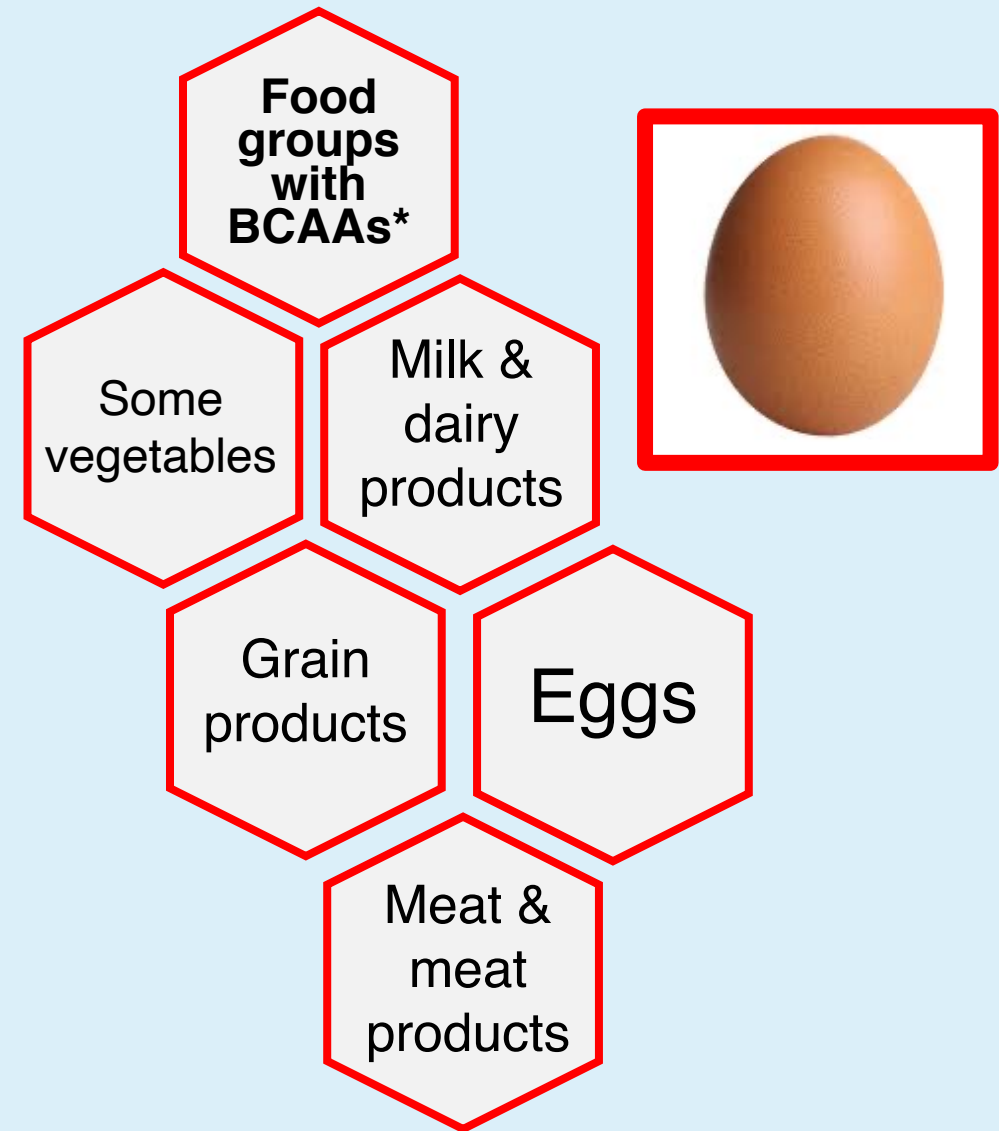 Food
groups
with
BCAAs*
Some
vegetables
Milk &
dairy
products
Grain
products
Eggs
Meat &
meat
products